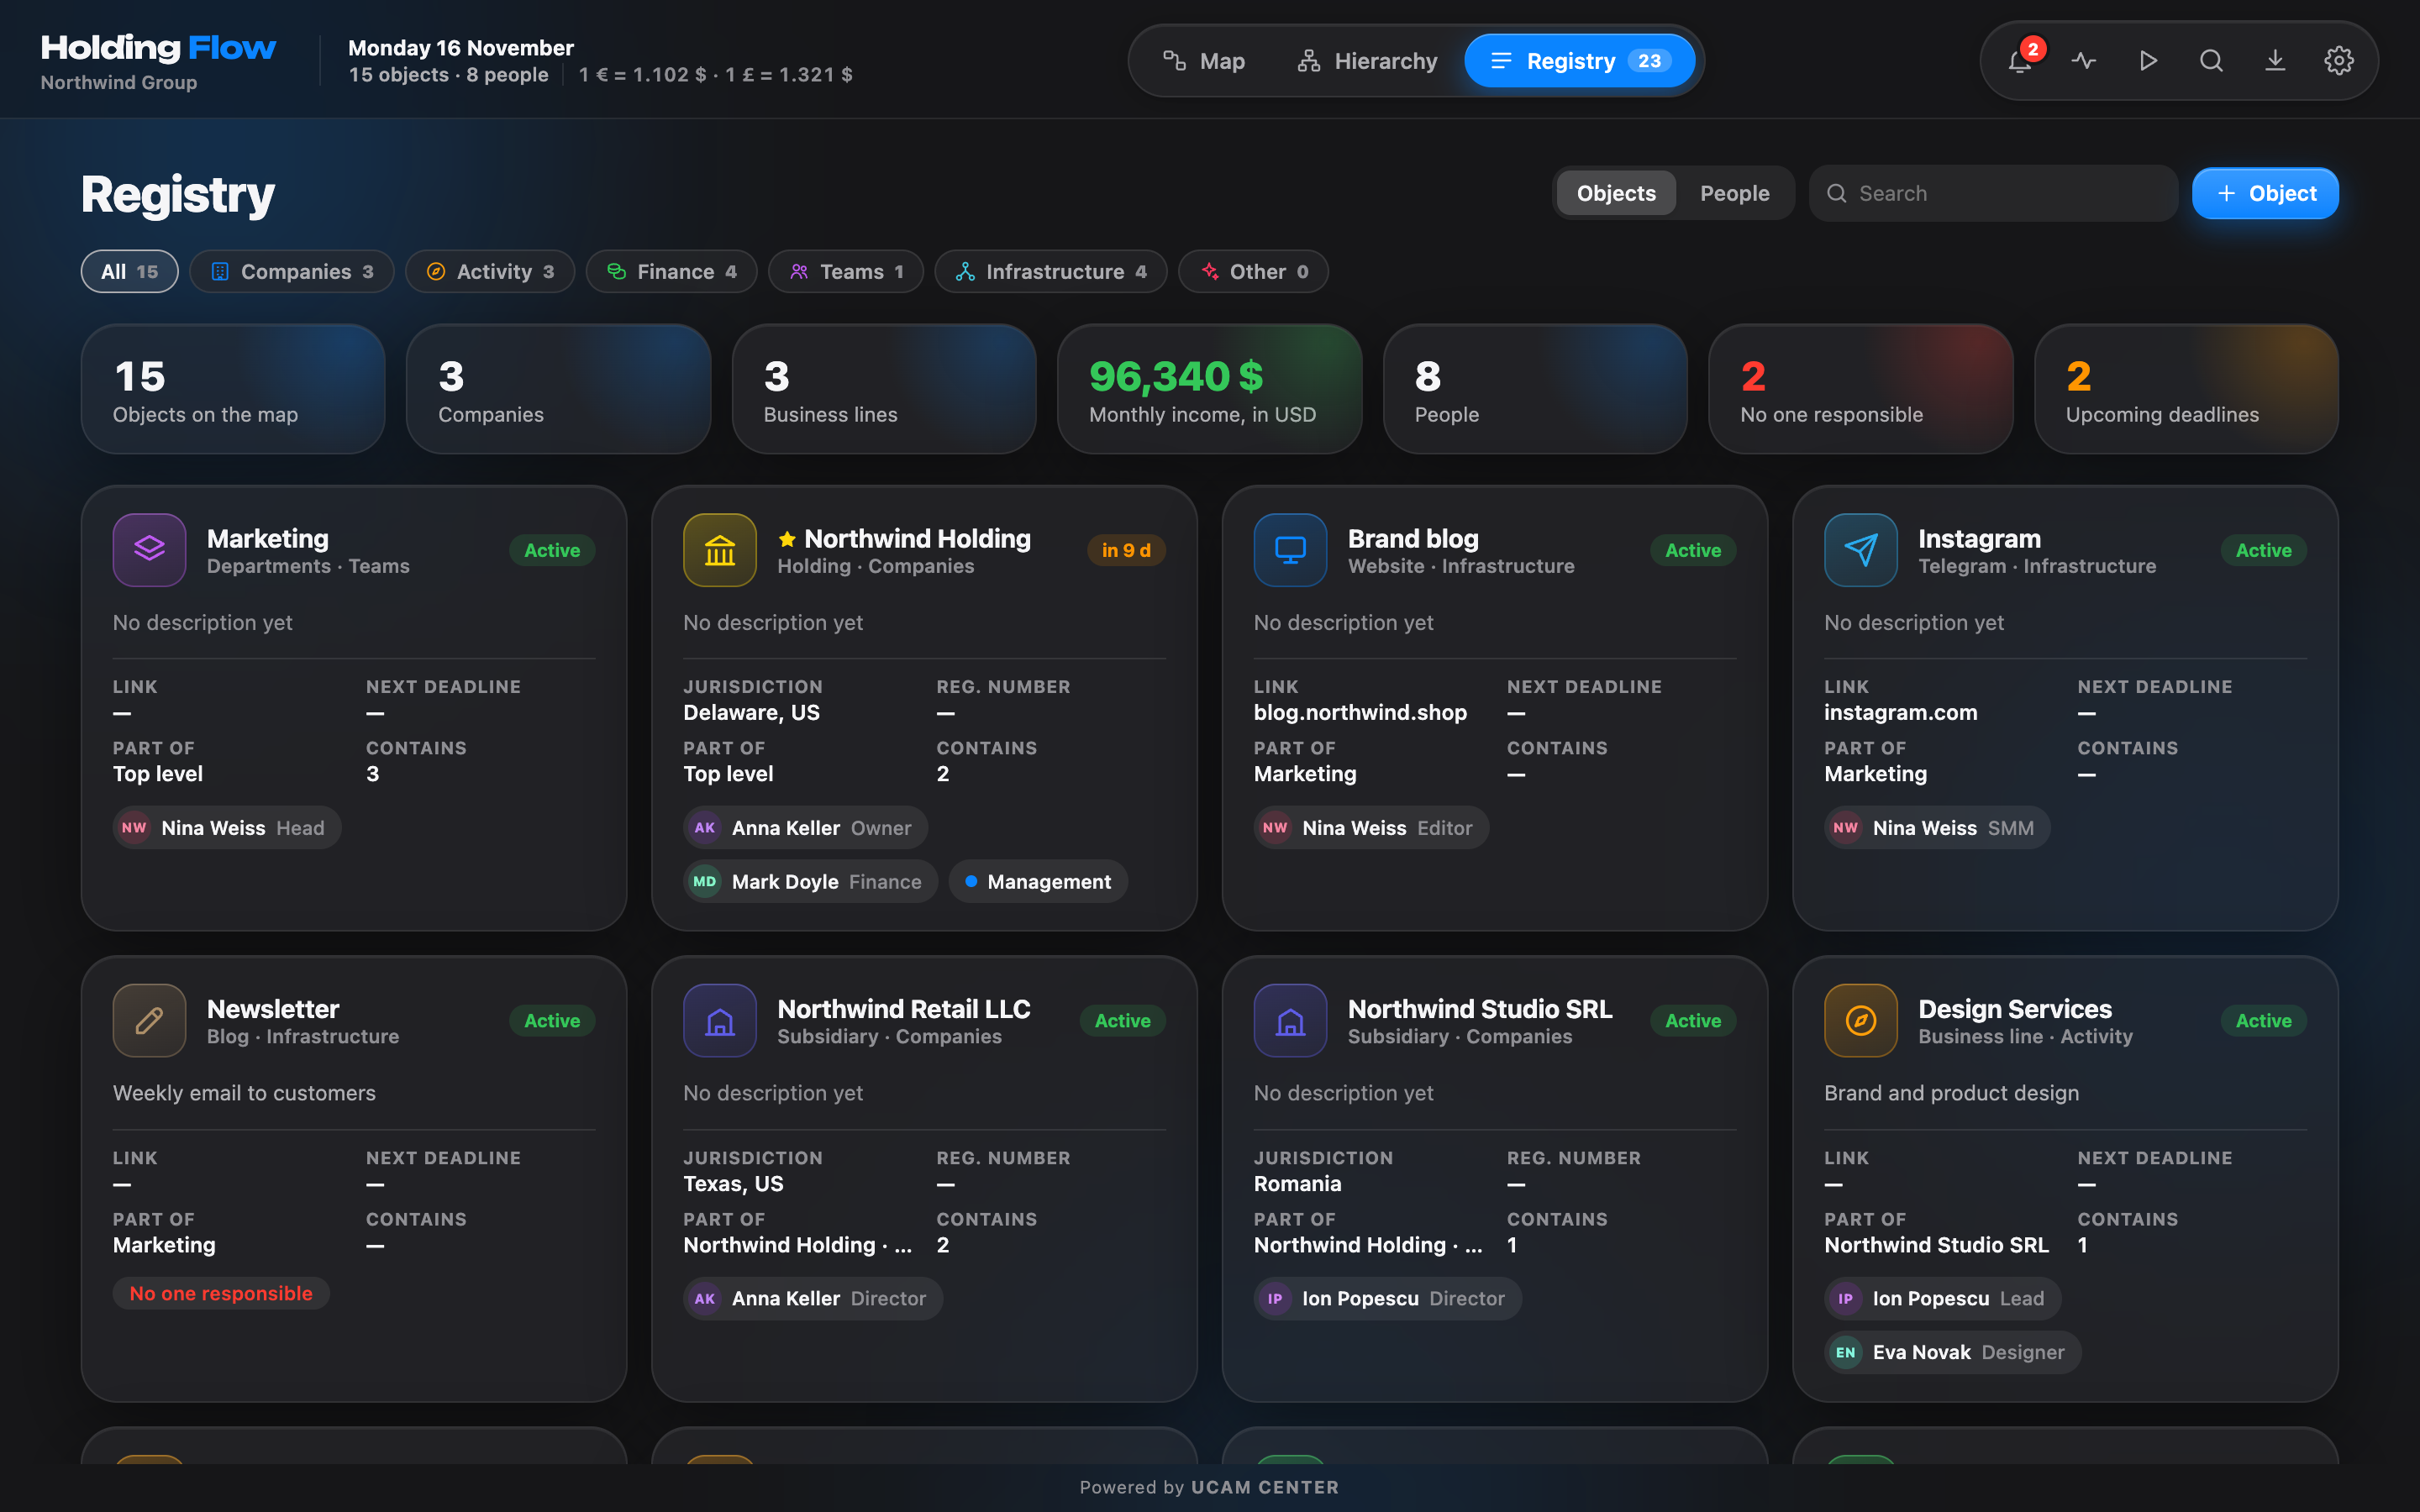 Holding Flow
Northwind Group
Monday 16 November
15 objects · 8 people
1 € = 1.102 $ · 1 £ = 1.321 $
Map
Hierarchy
Registry 23
2
Registry
Objects
People
Search
+ Object
All 15
Companies 3
Activity 3
Finance 4
Teams 1
Infrastructure 4
Other 0
15
Objects on the map
3
Companies
3
Business lines
96,340 $
Monthly income, in USD
8
People
2
No one responsible
2
Upcoming deadlines
Marketing
Departments · Teams
Active
No description yet
LINK
—
NEXT DEADLINE
—
PART OF
Top level
CONTAINS
3
NW Nina Weiss Head
Northwind Holding
Holding · Companies
in 9 d
No description yet
JURISDICTION
Delaware, US
REG. NUMBER
—
PART OF
Top level
CONTAINS
2
AK Anna Keller Owner
MD Mark Doyle Finance
Management
Brand blog
Website · Infrastructure
Active
No description yet
LINK
blog.northwind.shop
NEXT DEADLINE
—
PART OF
Marketing
CONTAINS
—
NW Nina Weiss Editor
Instagram
Telegram · Infrastructure
Active
No description yet
LINK
instagram.com
NEXT DEADLINE
—
PART OF
Marketing
CONTAINS
—
NW Nina Weiss SMM
Newsletter
Blog · Infrastructure
Active
Weekly email to customers
LINK
—
NEXT DEADLINE
—
PART OF
Marketing
CONTAINS
—
No one responsible
Northwind Retail LLC
Subsidiary · Companies
Active
No description yet
JURISDICTION
Texas, US
REG. NUMBER
—
PART OF
Northwind Holding · ...
CONTAINS
2
AK Anna Keller Director
Northwind Studio SRL
Subsidiary · Companies
Active
No description yet
JURISDICTION
Romania
REG. NUMBER
—
PART OF
Northwind Holding · ...
CONTAINS
1
IP Ion Popescu Director
Design Services
Business line · Activity
Active
Brand and product design
LINK
—
NEXT DEADLINE
—
PART OF
Northwind Studio SRL
CONTAINS
1
IP Ion Popescu Lead
EN Eva Novak Designer
Powered by UCAM CENTER